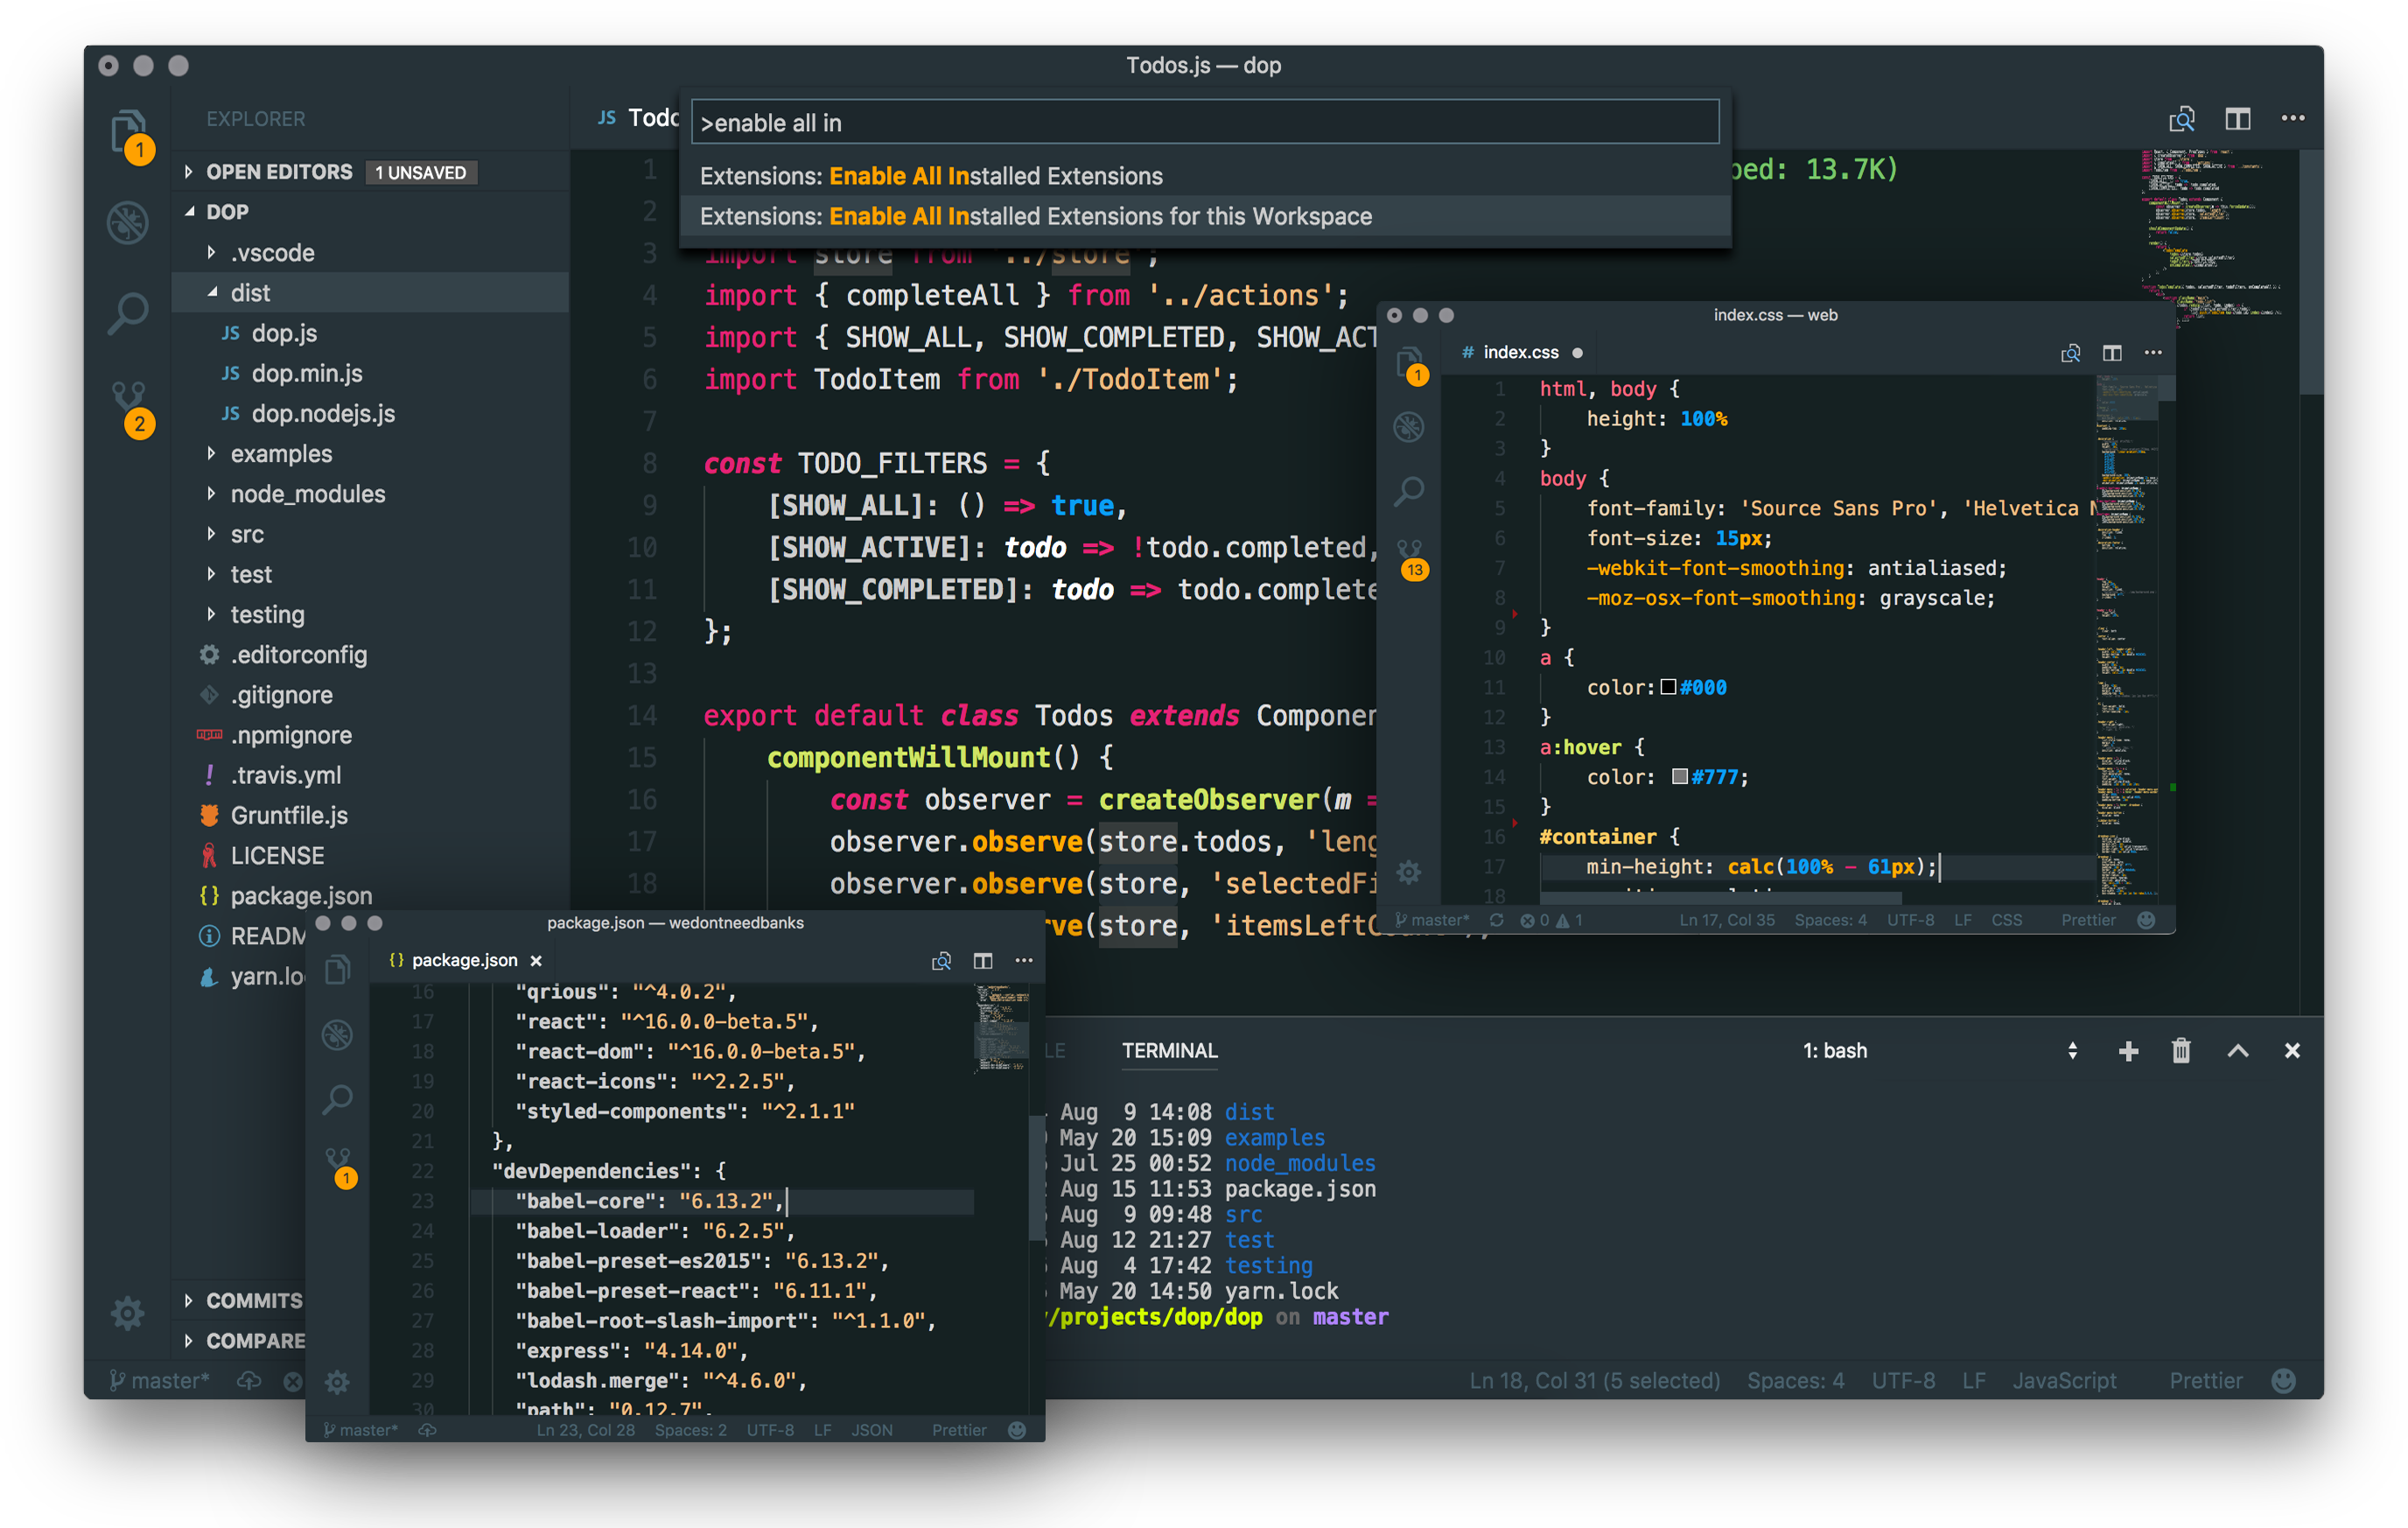 Todos.js — dop
EXPLORER
OPEN EDITORS 1 UNSAVED
DOP
.vscode
dist
JS dop.js
JS dop.min.js
JS dop.nodejs.js
examples
node_modules
src
test
testing
.editorconfig
.gitignore
.npmignore
.travis.yml
Gruntfile.js
LICENSE
{} package.json
READM
yarn.lo
COMMITS
COMPARE
1
2
JS Todo
>enable all in
Extensions: Enable All Installed Extensions
Extensions: Enable All Installed Extensions for this Workspace
1 ped: 13.7K)
2
3 import store from '../store';
4 import { completeAll } from '../actions';
5 import { SHOW_ALL, SHOW_COMPLETED, SHOW_ACT
6 import TodoItem from './TodoItem';
7
8 const TODO_FILTERS = {
9 [SHOW_ALL]: () => true,
10 [SHOW_ACTIVE]: todo => !todo.completed,
11 [SHOW_COMPLETED]: todo => todo.complete
12 };
13
14 export default class Todos extends Componen
15 componentWillMount() {
16 const observer = createObserver(m =
17 observer.observe(store.todos, 'leng
18 observer.observe(store, 'selectedFi
ve(store, 'itemsLeftCount');
index.css — web
# index.css
1
13
1 html, body {
2 height: 100%
3 }
4 body {
5 font-family: 'Source Sans Pro', 'Helvetica N
6 font-size: 15px;
7 -webkit-font-smoothing: antialiased;
8 -moz-osx-font-smoothing: grayscale;
9 }
10 a {
11 color: #000
12 }
13 a:hover {
14 color: #777;
15 }
16 #container {
17 min-height: calc(100% - 61px);
18
master* 0 1 Ln 17, Col 35 Spaces: 4 UTF-8 LF CSS Prettier
package.json — wedontneedbanks
{} package.json ×
1
16 "qrious": "^4.0.2",
17 "react": "^16.0.0-beta.5",
18 "react-dom": "^16.0.0-beta.5",
19 "react-icons": "^2.2.5",
20 "styled-components": "^2.1.1"
21 },
22 "devDependencies": {
23 "babel-core": "6.13.2",
24 "babel-loader": "6.2.5",
25 "babel-preset-es2015": "6.13.2",
26 "babel-preset-react": "6.11.1",
27 "babel-root-slash-import": "^1.1.0",
28 "express": "4.14.0",
29 "lodash.merge": "^4.6.0",
30 "path": "0.12.7",
master* Ln 23, Col 28 Spaces: 2 UTF-8 LF JSON Prettier
LE TERMINAL 1: bash
Aug 9 14:08 dist
May 20 15:09 examples
Jul 25 00:52 node_modules
Aug 15 11:53 package.json
Aug 9 09:48 src
Aug 12 21:27 test
Aug 4 17:42 testing
May 20 14:50 yarn.lock
/projects/dop/dop on master
master* Ln 18, Col 31 (5 selected) Spaces: 4 UTF-8 LF JavaScript Prettier